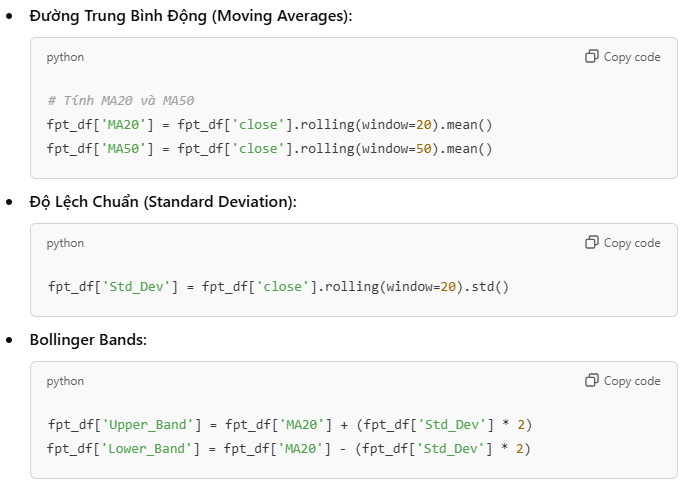 Đường Trung Bình Động (Moving Averages):
python
Copy code
# Tính MA20 và MA50
fpt_df['MA20'] = fpt_df['close'].rolling(window=20).mean()
fpt_df['MA50'] = fpt_df['close'].rolling(window=50).mean()
Độ Lệch Chuẩn (Standard Deviation):
python
Copy code
fpt_df['Std_Dev'] = fpt_df['close'].rolling(window=20).std()
Bollinger Bands:
python
Copy code
fpt_df['Upper_Band'] = fpt_df['MA20'] + (fpt_df['Std_Dev'] * 2)
fpt_df['Lower_Band'] = fpt_df['MA20'] - (fpt_df['Std_Dev'] * 2)